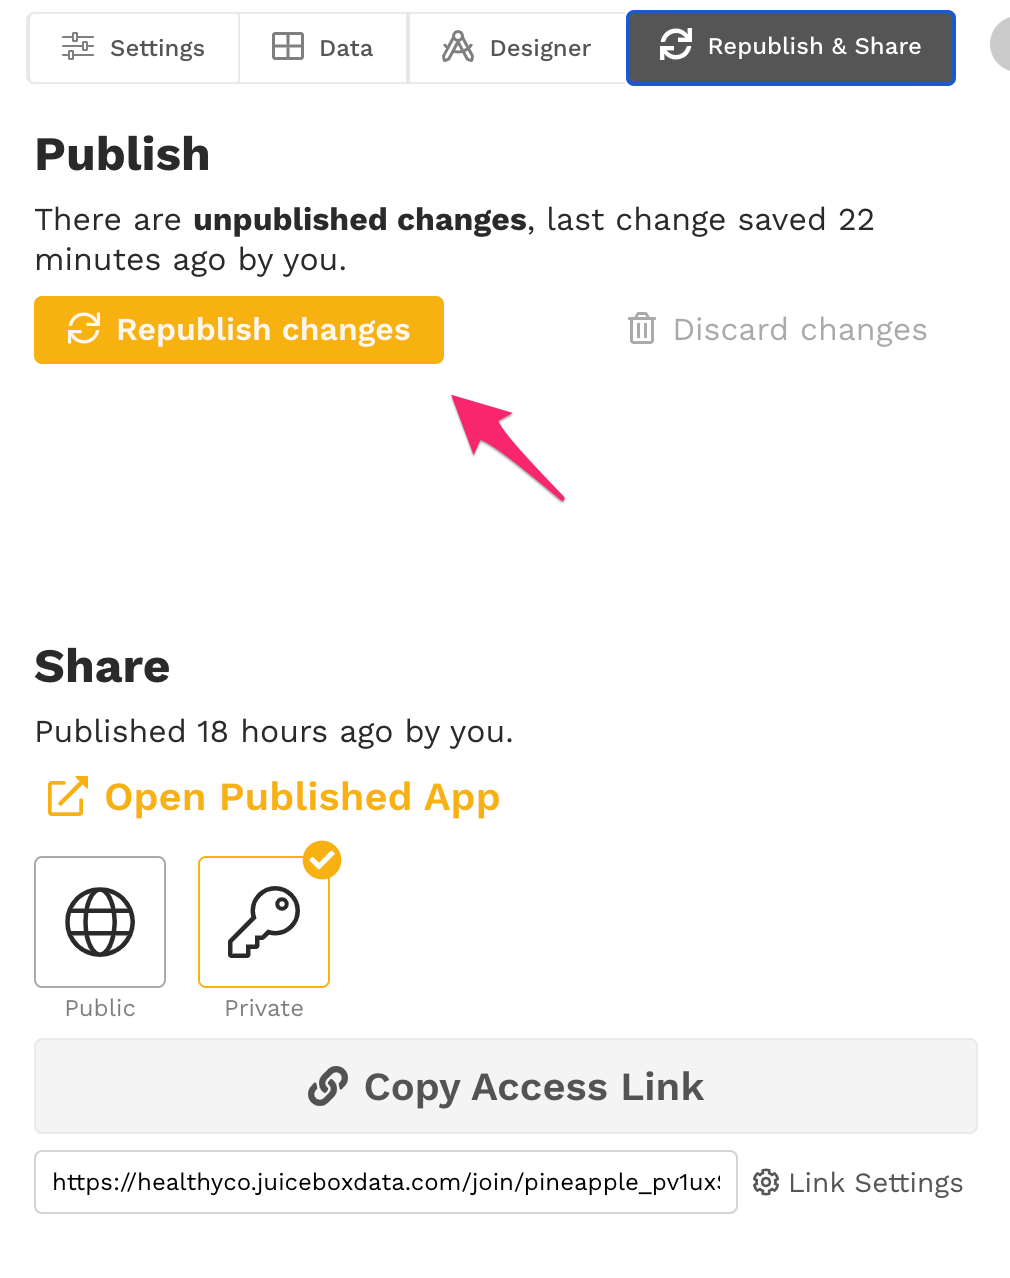 Settings
Data
Designer
Republish & Share
Publish
There are unpublished changes, last change saved 22
minutes ago by you.
Republish changes
Discard changes
Share
Published 18 hours ago by you.
Open Published App
Public
Private
Copy Access Link
https://healthyco.juiceboxdata.com/join/pineapple_pv1ux
Link Settings